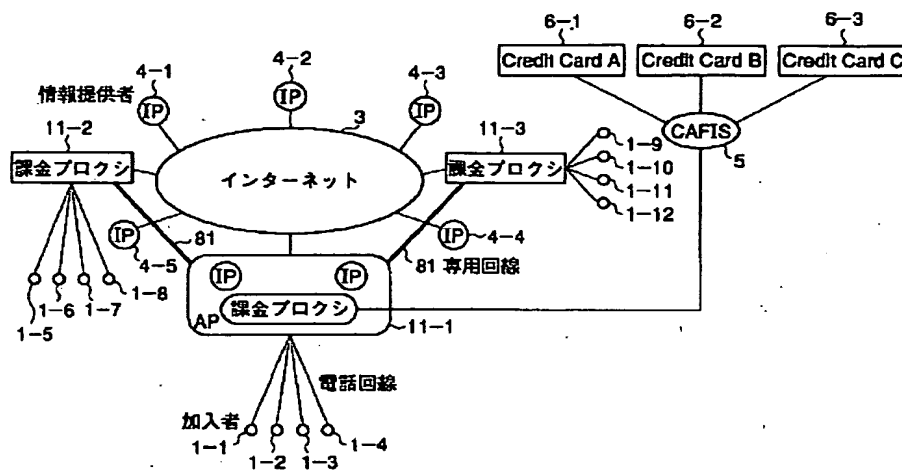 6-1
6-2
6-3
Credit Card A
Credit Card B
Credit Card C
CAFIS
5
4-1
4-2
4-3
情報提供者
IP
IP
IP
3
11-2
11-3
課金プロクシ
インターネット
課金プロクシ
1-9
1-10
1-11
1-12
IP
4-5
IP
4-4
81
81 専用回線
1-5
1-6
1-7
1-8
IP
IP
AP
課金プロクシ
11-1
電話回線
加入者
1-1
1-2
1-3
1-4